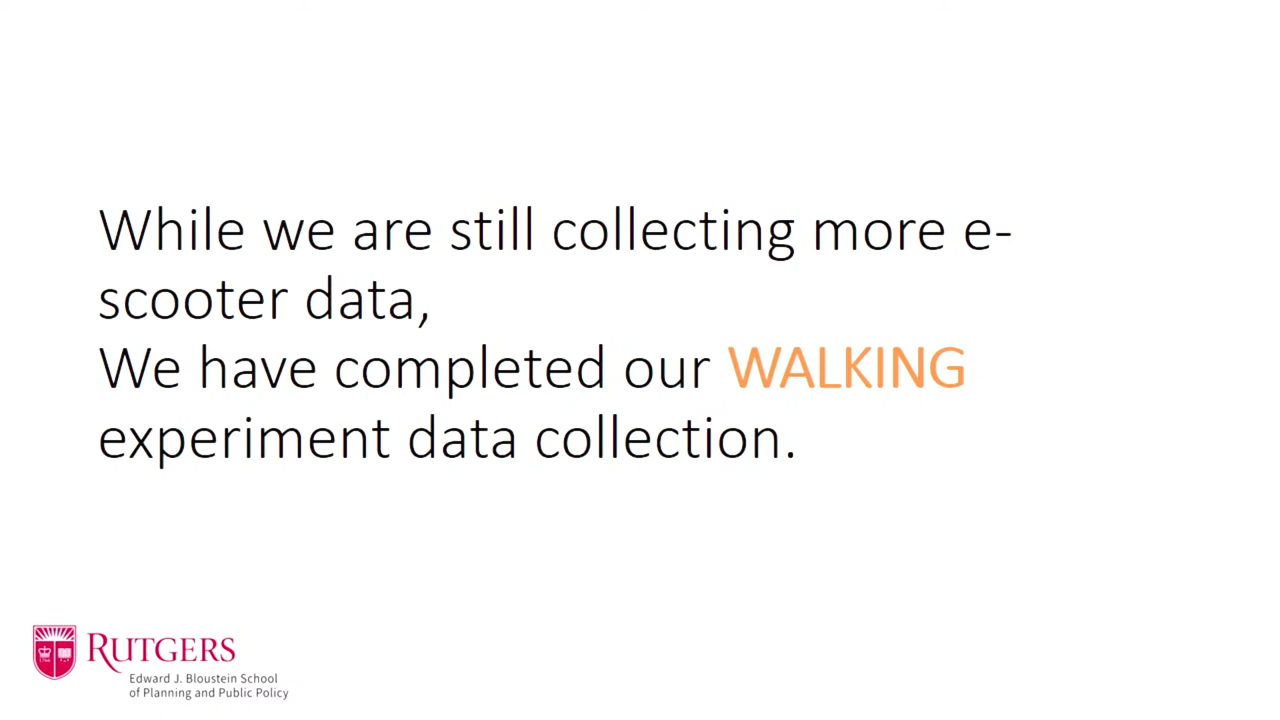 While we are still collecting more e-
scooter data,
We have completed our WALKING
experiment data collection.
RUTGERS
Edward J. Bloustein School
of Planning and Public Policy